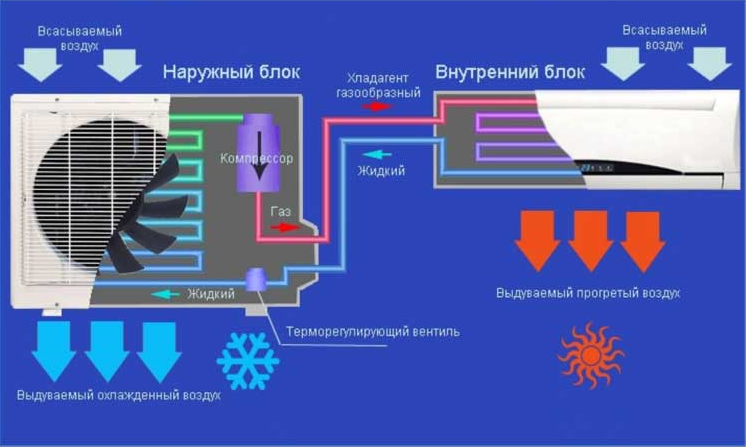 Всасываемый
воздух
Наружный блок
Хладагент
газообразный
Внутренний блок
Всасываемый
воздух
Компрессор
Жидкий
Газ
Жидкий
Выдуваемый прогретый воздух
Терморегулирующий вентиль
Выдуваемый охлажденный воздух